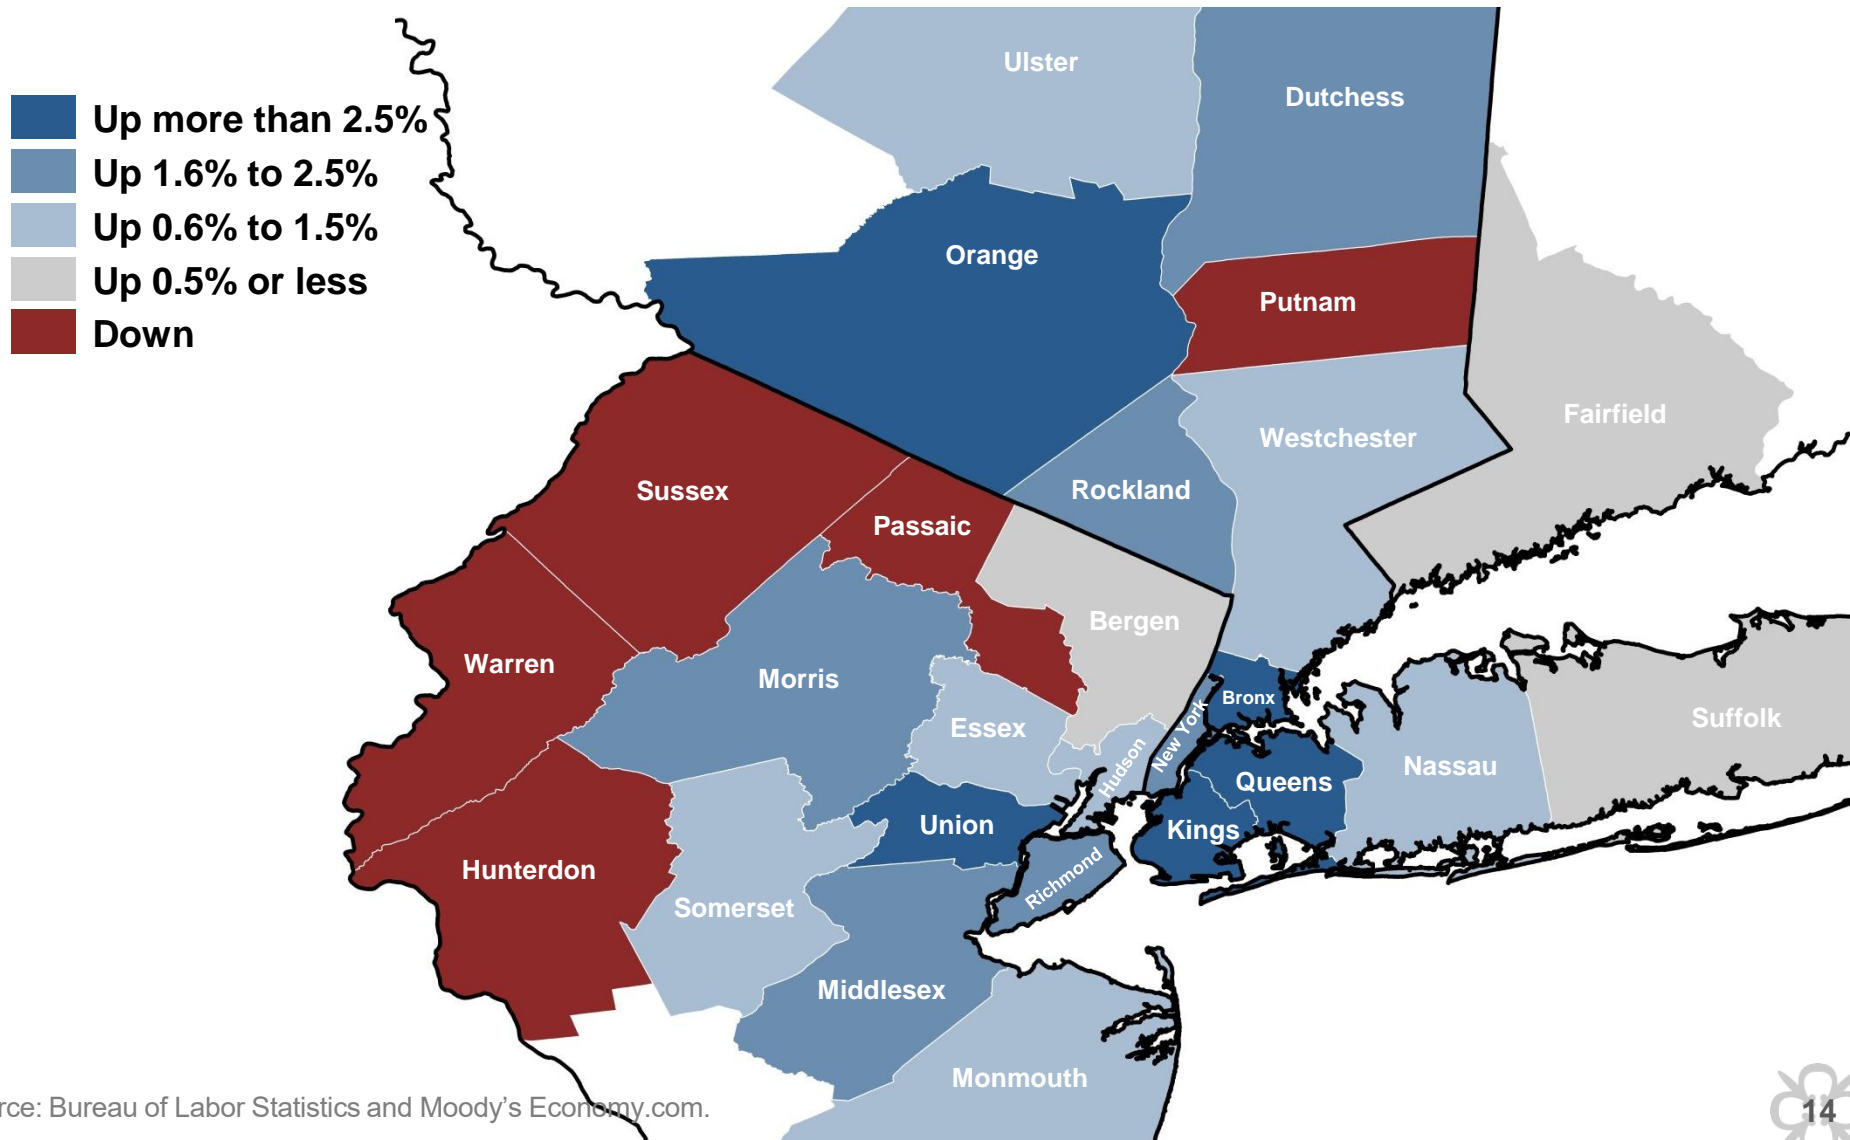 Up more than 2.5%
Up 1.6% to 2.5%
Up 0.6% to 1.5%
Up 0.5% or less
Down
Ulster
Dutchess
Orange
Putnam
Fairfield
Westchester
Sussex
Rockland
Passaic
Bergen
Warren
Morris
Bronx
Essex
New York
Suffolk
Hudson
Nassau
Queens
Union
Kings
Hunterdon
Richmond
Somerset
Middlesex
Monmouth
rce: Bureau of Labor Statistics and Moody's Economy.com.
14